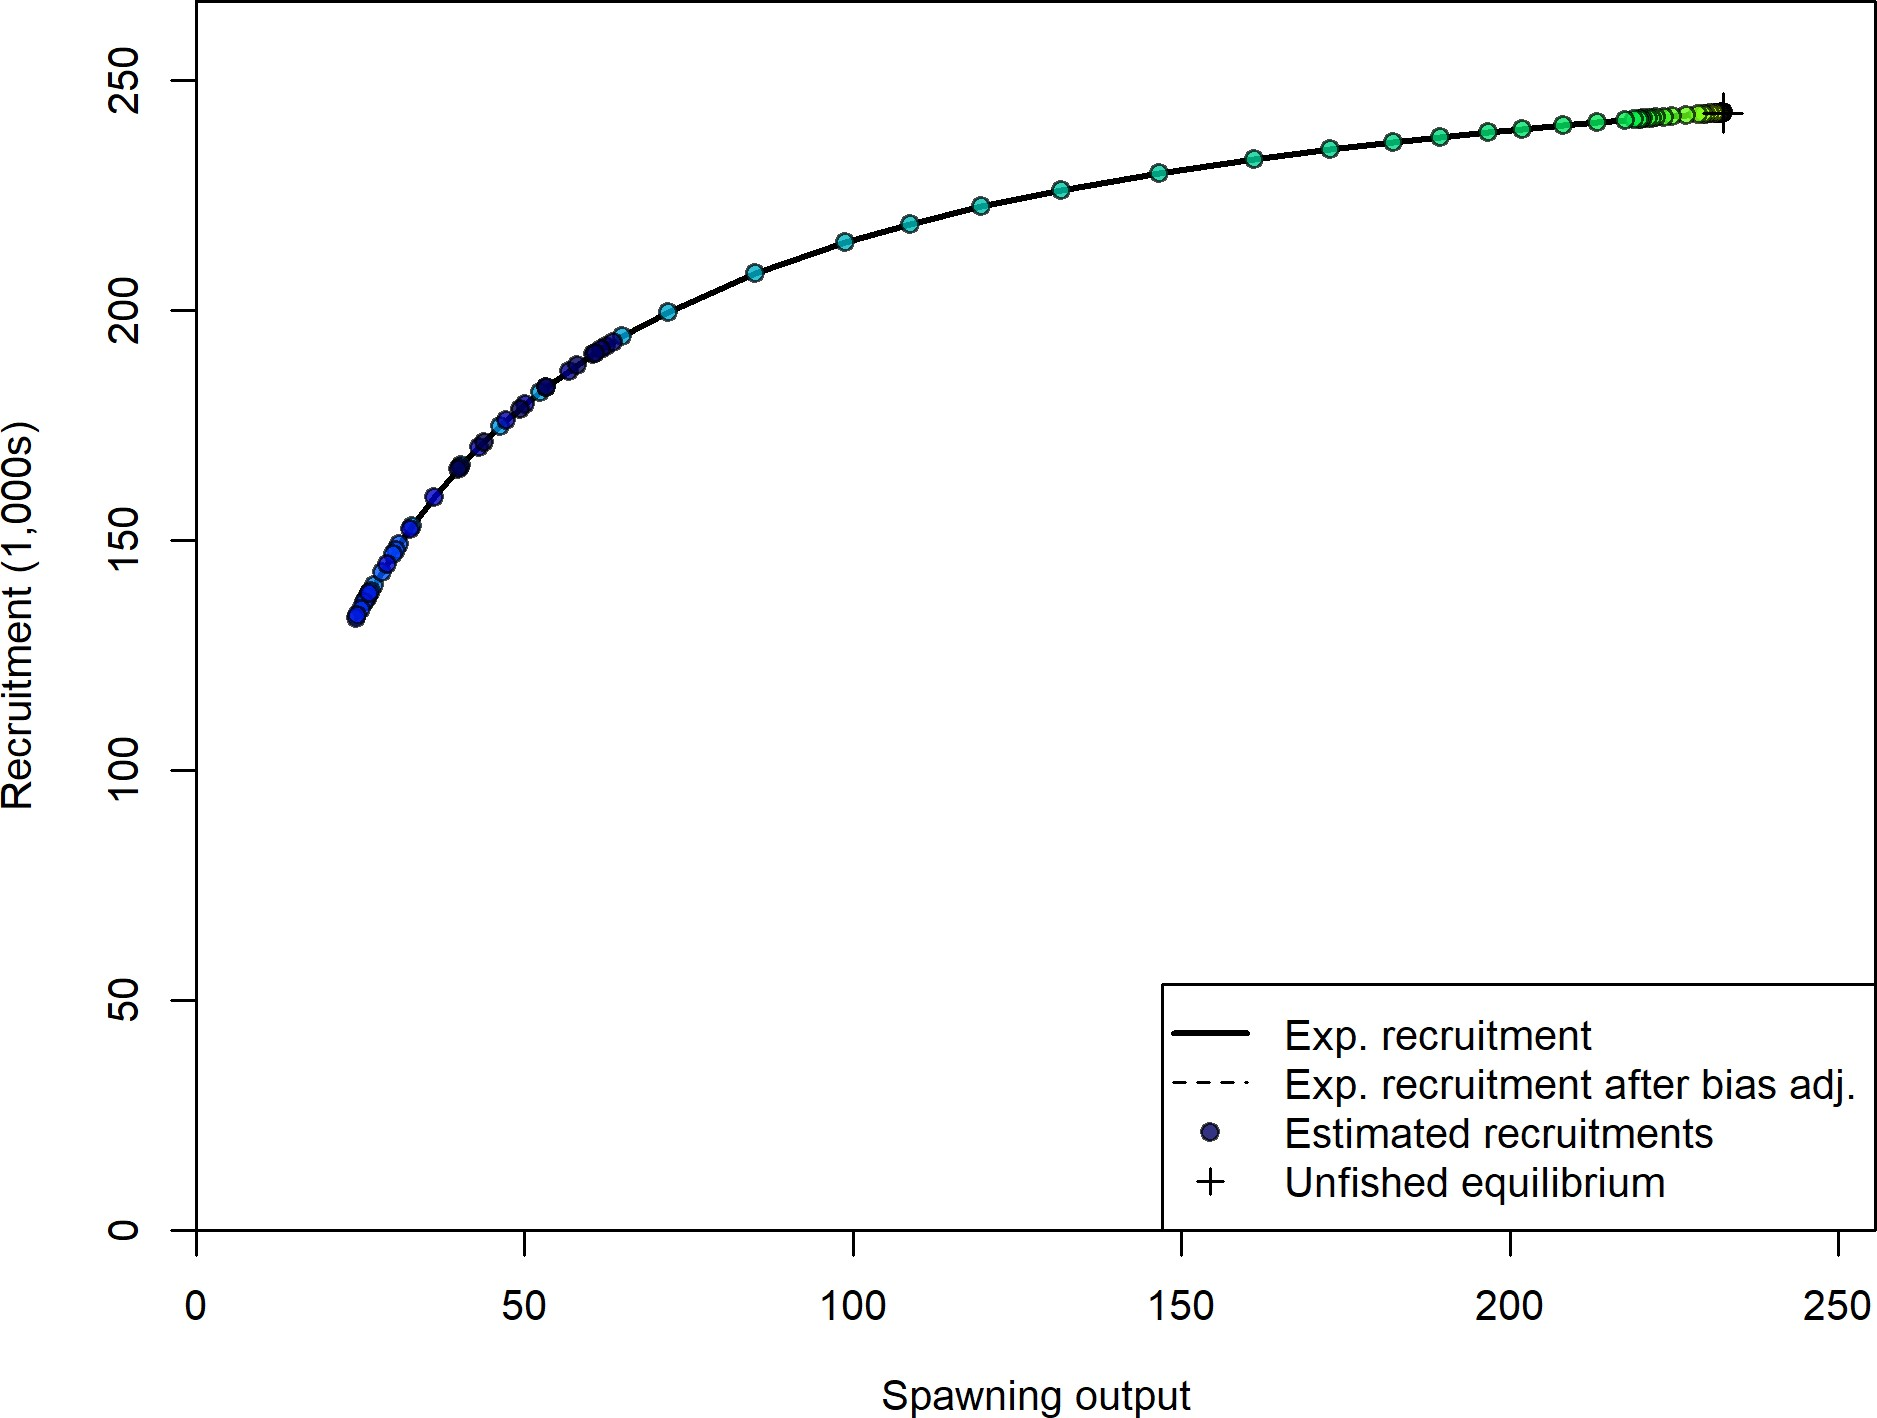 250
200
150
100
50
0
Recruitment (1,000s)
Exp. recruitment
Exp. recruitment after bias adj.
Estimated recruitments
Unfished equilibrium
0 50 100 150 200 250
Spawning output